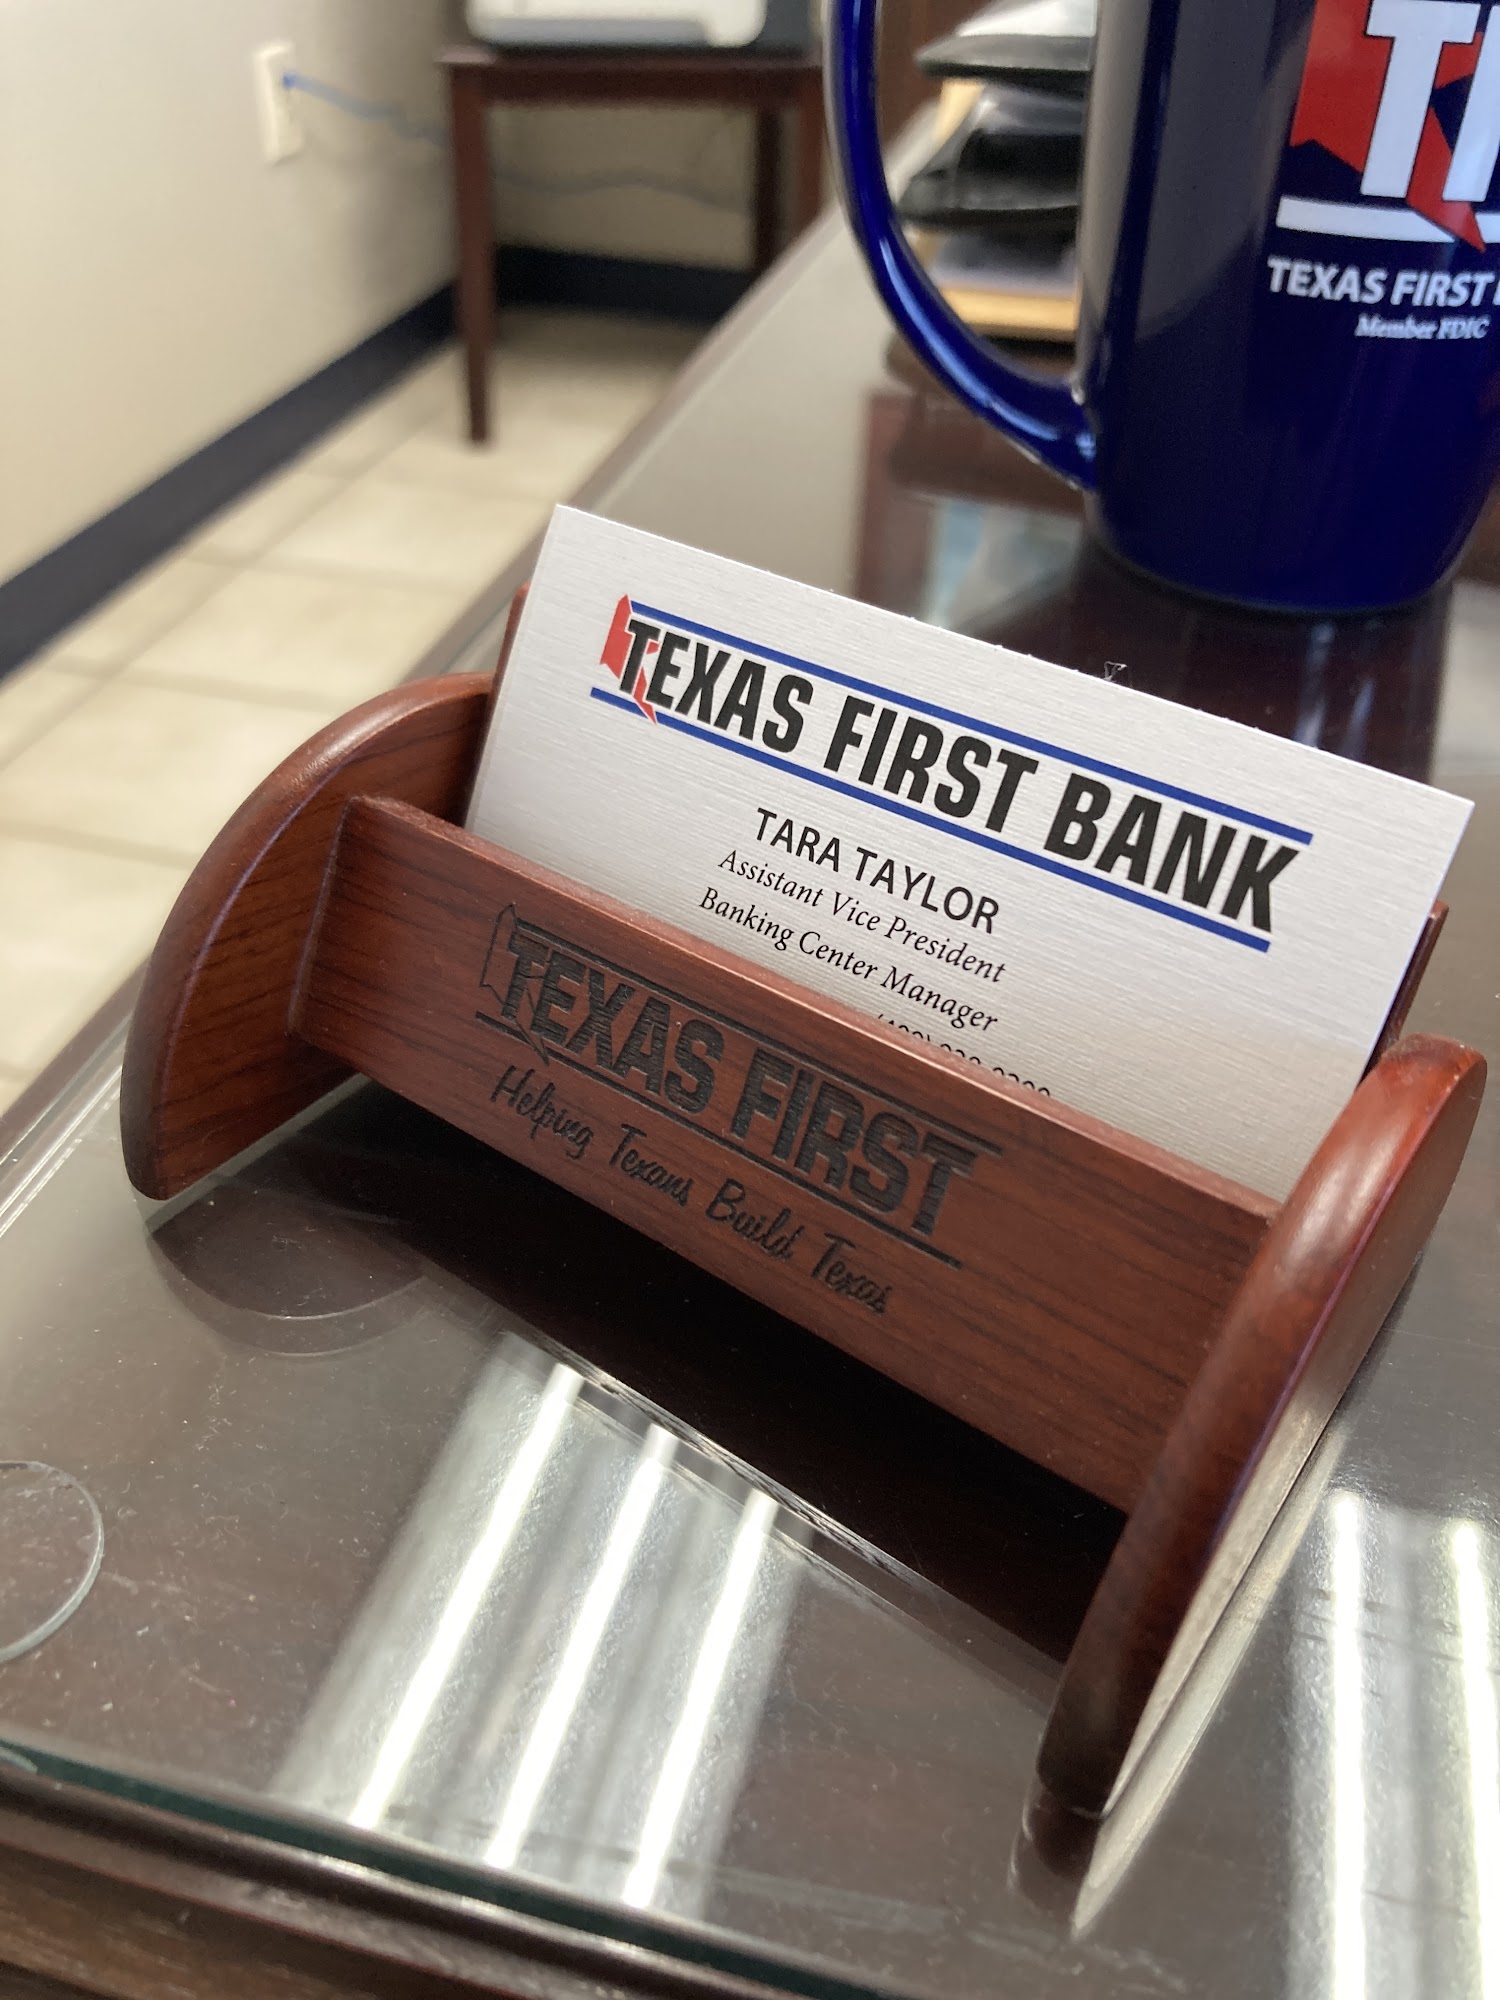 TEXAS FIRST
Member FDIC
TEXAS FIRST BANK
TARA TAYLOR
Assistant Vice President
Banking Center Manager
TEXAS FIRST
Helping Texans Build Texas